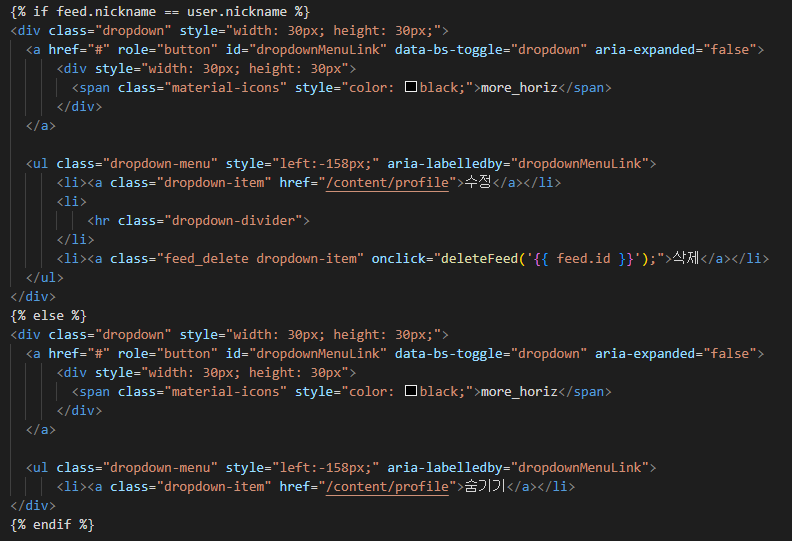 {% if feed.nickname == user.nickname %}
<div class="dropdown" style="width: 30px; height: 30px;">
<a href="#" role="button" id="dropdownMenuLink" data-bs-toggle="dropdown" aria-expanded="false">
<div style="width: 30px; height: 30px">
<span class="material-icons" style="color: black;">more_horiz</span>
</div>
</a>
<ul class="dropdown-menu" style="left:-158px;" aria-labelledby="dropdownMenuLink">
<li><a class="dropdown-item" href="/content/profile">수정</a></li>
<li>
<hr class="dropdown-divider">
</li>
<li><a class="feed_delete dropdown-item" onclick="deleteFeed('{{ feed.id }}');">삭제</a></li>
</ul>
</div>
{% else %}
<div class="dropdown" style="width: 30px; height: 30px;">
<a href="#" role="button" id="dropdownMenuLink" data-bs-toggle="dropdown" aria-expanded="false">
<div style="width: 30px; height: 30px">
<span class="material-icons" style="color: black;">more_horiz</span>
</div>
</a>
<ul class="dropdown-menu" style="left:-158px;" aria-labelledby="dropdownMenuLink">
<li><a class="dropdown-item" href="/content/profile">숨기기</a></li>
</div>
{% endif %}